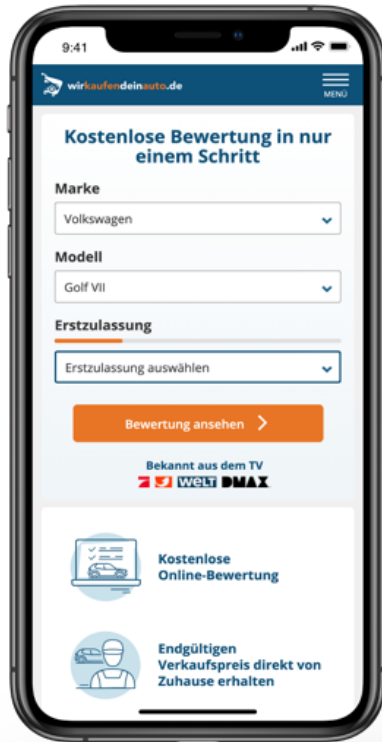 9:41
wirkaufendeinauto.de
MENÜ
Kostenlose Bewertung in nur
einem Schritt
Marke
Volkswagen
Modell
Golf VII
Erstzulassung
Erstzulassung auswählen
Bewertung ansehen
Bekannt aus dem TV
WELT DMAX
Kostenlose
Online-Bewertung
Endgültigen
Verkaufspreis direkt von
Zuhause erhalten